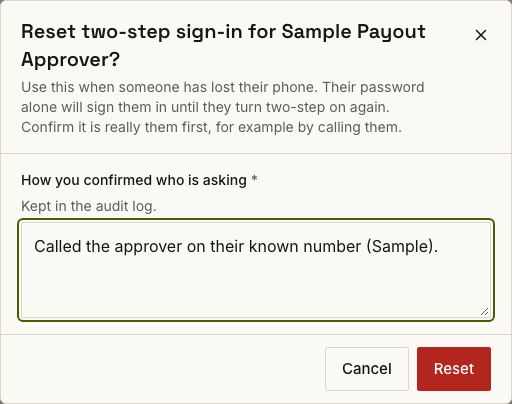 Reset two-step sign-in for Sample Payout
Approver?
Use this when someone has lost their phone. Their password
alone will sign them in until they turn two-step on again.
Confirm it is really them first, for example by calling them.
How you confirmed who is asking *
Kept in the audit log.
Called the approver on their known number (Sample).
Cancel
Reset